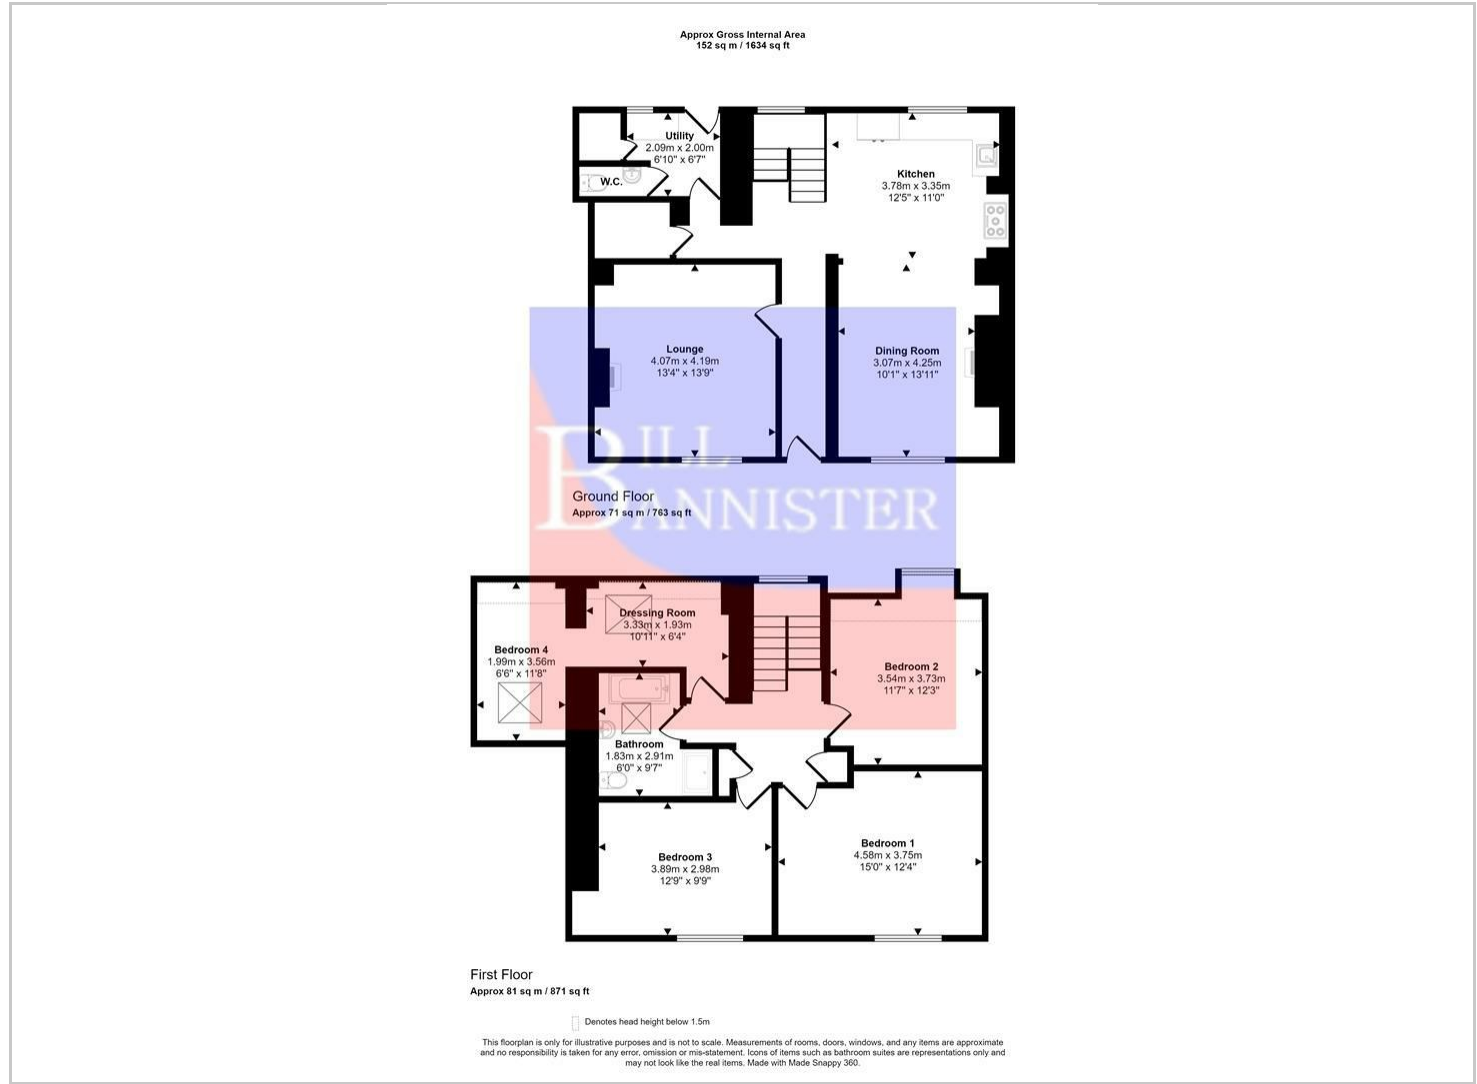 Approx Gross Internal Area
152 sq m / 1634 sq ft
Utility
2.09m x 2.00m
6'10" x 6'7"
W.C.
Kitchen
3.78m x 3.35m
12'5" x 11'0"
Lounge
4.07m x 4.19m
13'4" x 13'9"
Dining Room
3.07m x 4.25m
10'1" x 13'11"
BILL
BANNISTER
Ground Floor
Approx 71 sq m / 763 sq ft
Dressing Room
3.33m x 1.93m
10'11" x 6'4"
Bedroom 4
1.99m x 3.56m
6'6" x 11'8"
Bedroom 2
3.54m x 3.73m
11'7" x 12'3"
Bathroom
1.83m x 2.91m
6'0" x 9'7"
Bedroom 3
3.89m x 2.98m
12'9" x 9'9"
Bedroom 1
4.58m x 3.75m
15'0" x 12'4"
First Floor
Approx 81 sq m / 871 sq ft
Denotes head height below 1.5m
This floorplan is only for illustrative purposes and is not to scale. Measurements of rooms, doors, windows, and any items are approximate
and no responsibility is taken for any error, omission or mis-statement. Icons of items such as bathroom suites are representations only and
may not look like the real items. Made with Made Snappy 360.